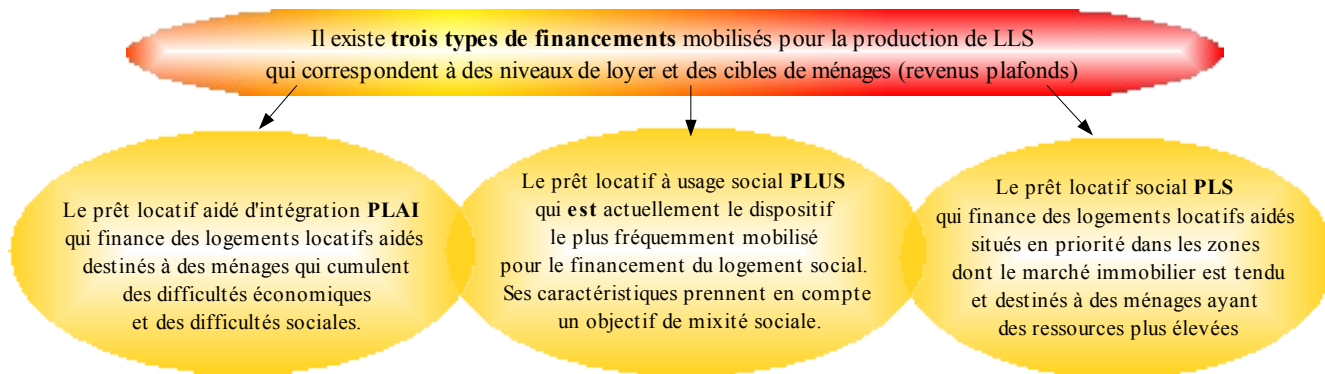 Il existe trois types de financements mobilisés pour la production de LLS
qui correspondent à des niveaux de loyer et des cibles de ménages (revenus plafonds)
Le prêt locatif aidé d'intégration PLAI
qui finance des logements locatifs aidés
destinés à des ménages qui cumulent
des difficultés économiques
et des difficultés sociales.
Le prêt locatif à usage social PLUS
qui est actuellement le dispositif
le plus fréquemment mobilisé
pour le financement du logement social.
Ses caractéristiques prennent en compte
un objectif de mixité sociale.
Le prêt locatif social PLS
qui finance des logements locatifs aidés
situés en priorité dans les zones
dont le marché immobilier est tendu
et destinés à des ménages ayant
des ressources plus élevées